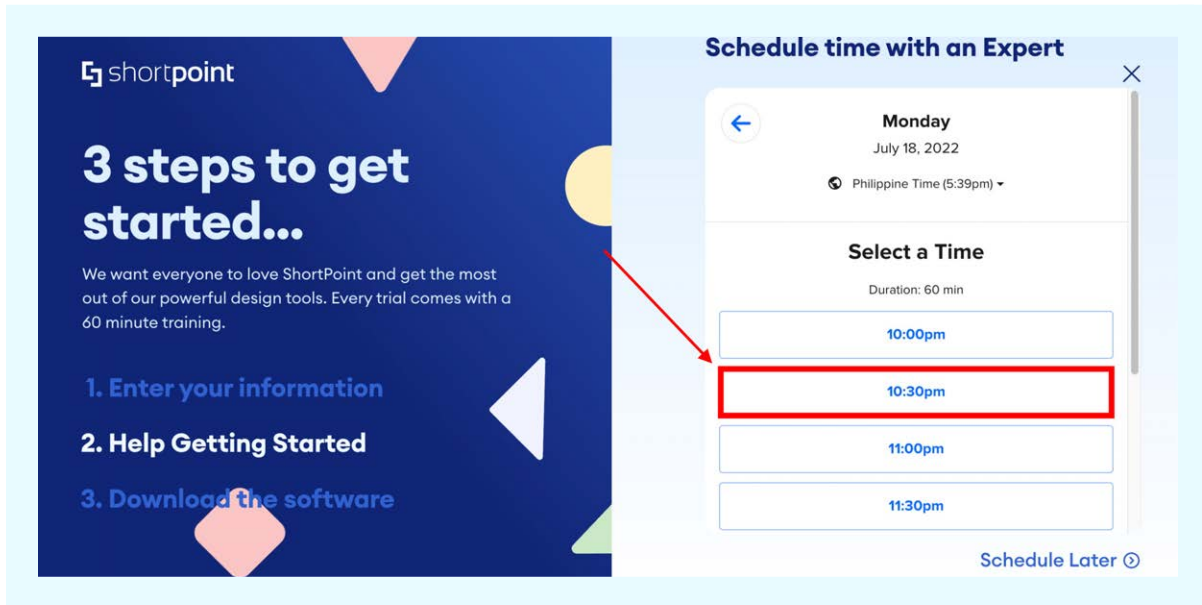 shortpoint
3 steps to get
started...
We want everyone to love ShortPoint and get the most
out of our powerful design tools. Every trial comes with a
60 minute training.
1. Enter your information
2. Help Getting Started
3. Download the software
Schedule time with an Expert
Monday
July 18, 2022
Philippine Time (5:39pm)
Select a Time
Duration: 60 min
10:00pm
10:30pm
11:00pm
11:30pm
Schedule Later